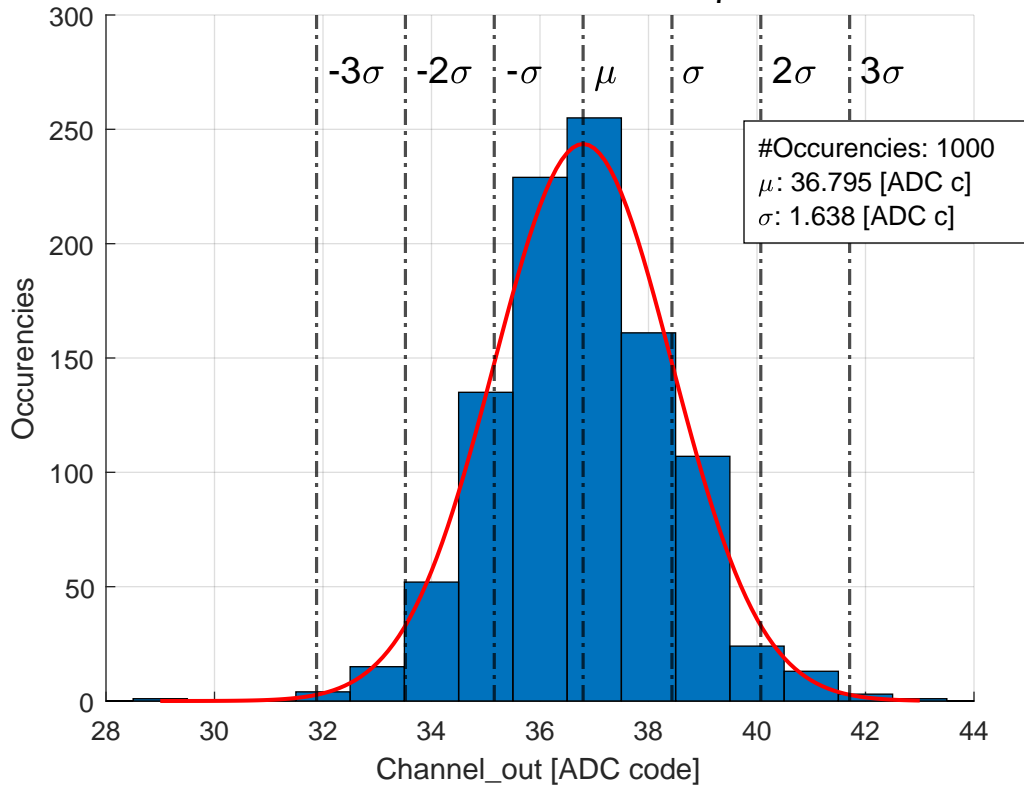 300
250
200
150
100
50
0
-3σ -2σ -σ μ σ 2σ 3σ
#Occurencies: 1000
μ: 36.795 [ADC c]
σ: 1.638 [ADC c]
Occurencies
28 30 32 34 36 38 40 42 44
Channel_out [ADC code]